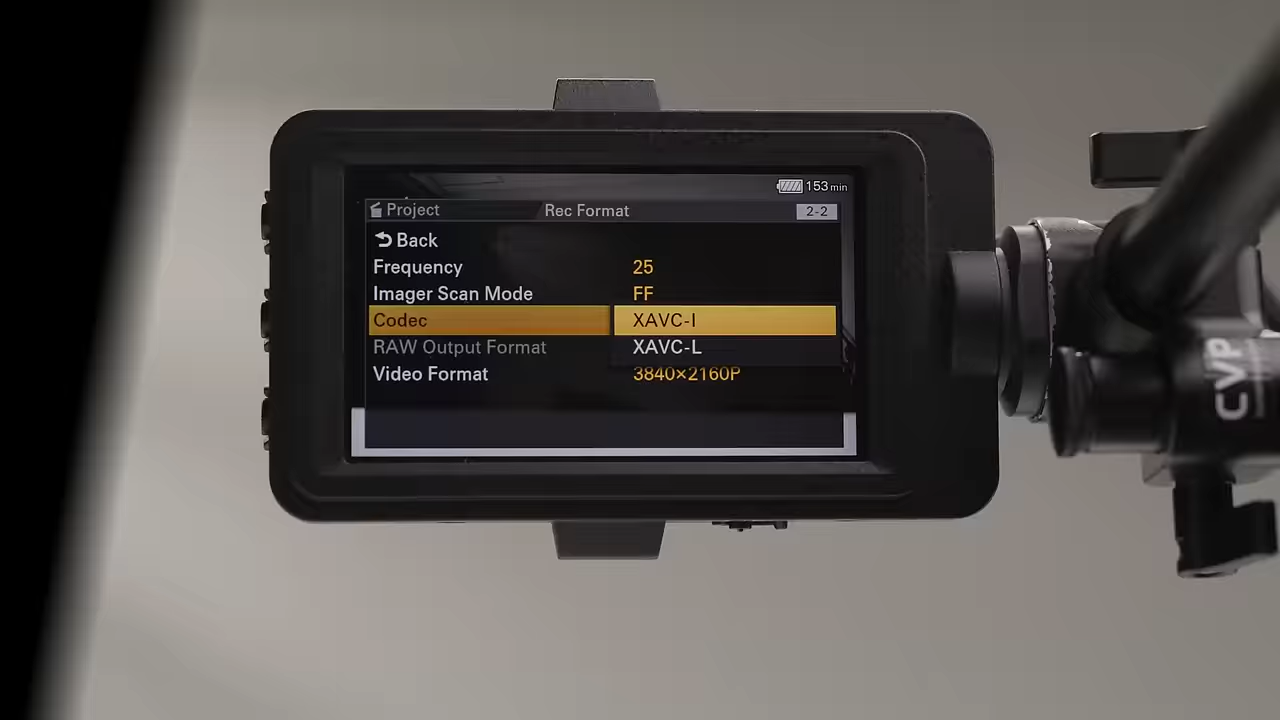 153 min
Project Rec Format 2-2
Back
Frequency 25
Imager Scan Mode FF
Codec XAVC-I
RAW Output Format XAVC-L
Video Format 3840×2160P
CVP